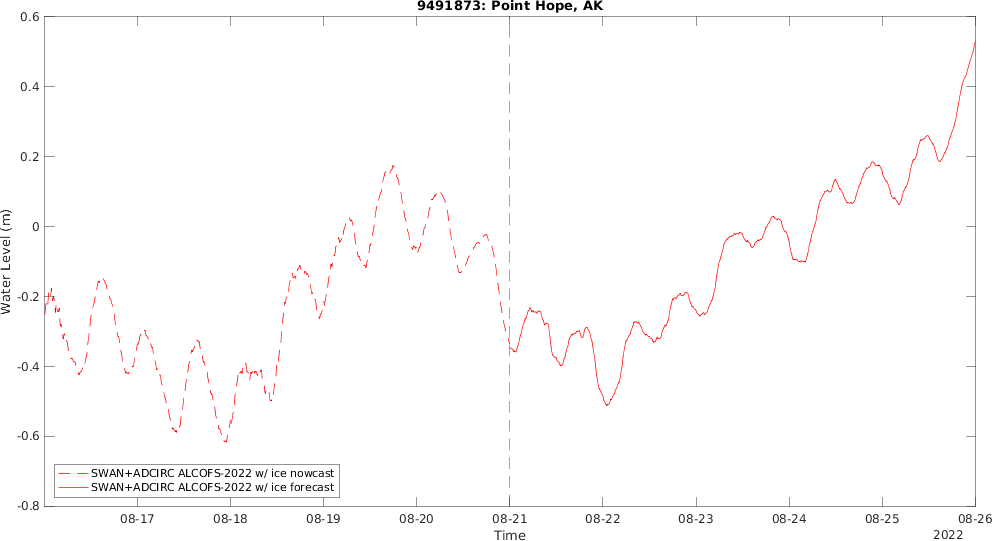 9491873: Point Hope, AK
0.6
0.4
0.2
0
-0.2
-0.4
-0.6
-0.8
Water Level (m)
SWAN+ADCIRC ALCOFS-2022 w/ ice nowcast
SWAN+ADCIRC ALCOFS-2022 w/ ice forecast
08-17 08-18 08-19 08-20 08-21 08-22 08-23 08-24 08-25 08-26
Time
2022